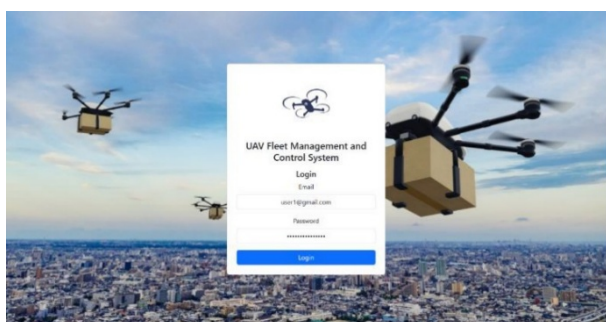 UAV Fleet Management and
Control System
Login
Email
user1@gmail.com
Password
Login